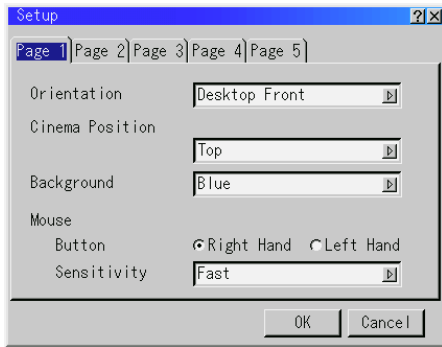 Setup
Page 1 Page 2 Page 3 Page 4 Page 5
Orientation Desktop Front
Cinema Position
Top
Background Blue
Mouse
Button Right Hand Left Hand
Sensitivity Fast
OK Cancel